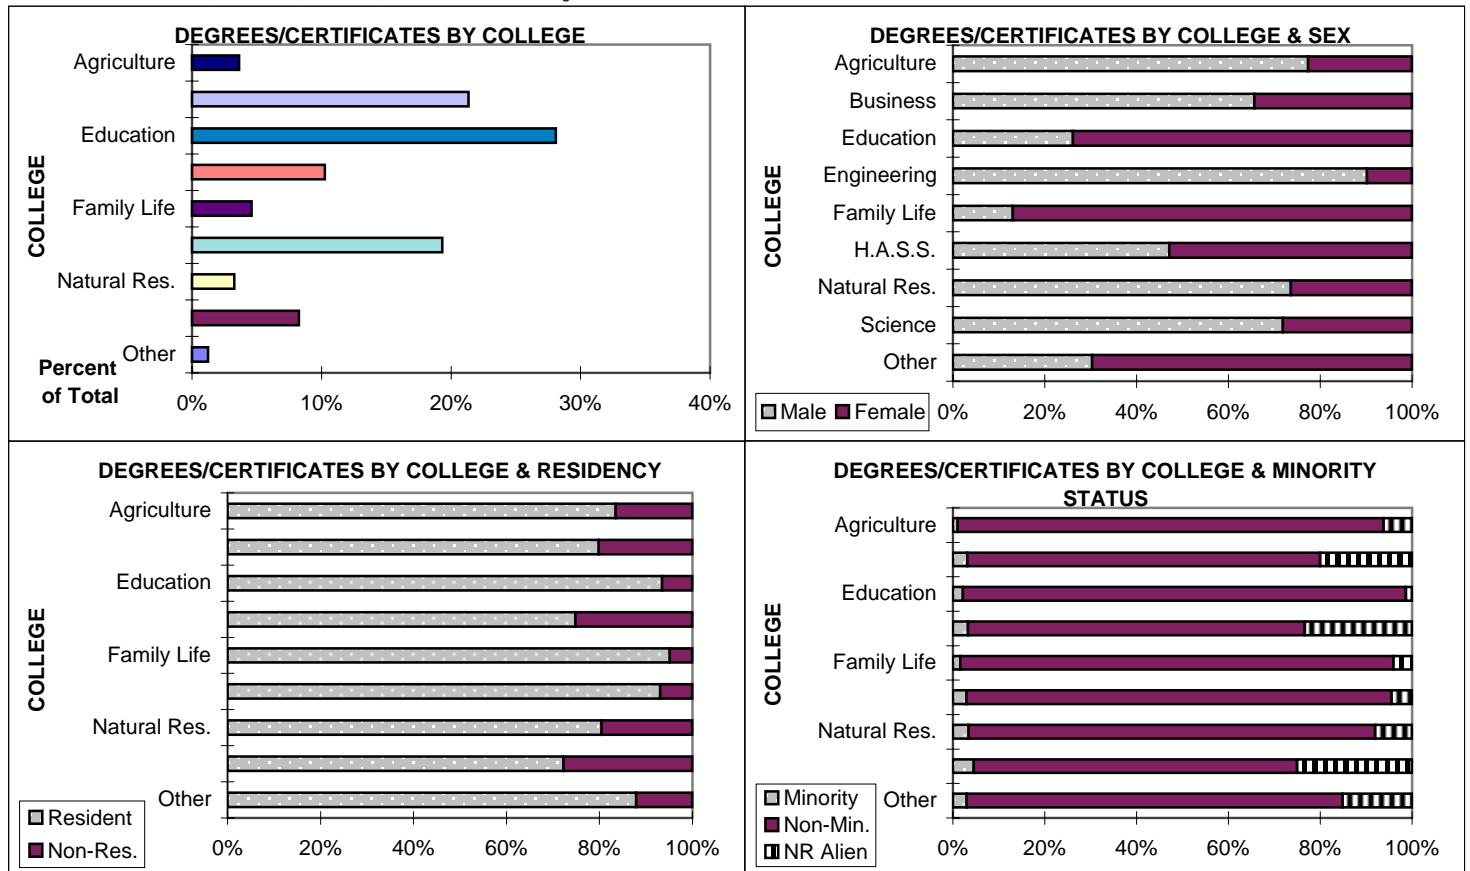 DEGREES/CERTIFICATES BY COLLEGE
COLLEGE
Agriculture
Education
Family Life
Natural Res.
Other
Percent
of Total
0% 10% 20% 30% 40%
DEGREES/CERTIFICATES BY COLLEGE & SEX
COLLEGE
Agriculture
Business
Education
Engineering
Family Life
H.A.S.S.
Natural Res.
Science
Other
Male Female
0% 20% 40% 60% 80% 100%
DEGREES/CERTIFICATES BY COLLEGE & RESIDENCY
COLLEGE
Agriculture
Education
Family Life
Natural Res.
Other
Resident
Non-Res.
0% 20% 40% 60% 80% 100%
DEGREES/CERTIFICATES BY COLLEGE & MINORITY
STATUS
COLLEGE
Agriculture
Education
Family Life
Natural Res.
Other
Minority
Non-Min.
NR Alien
0% 20% 40% 60% 80% 100%